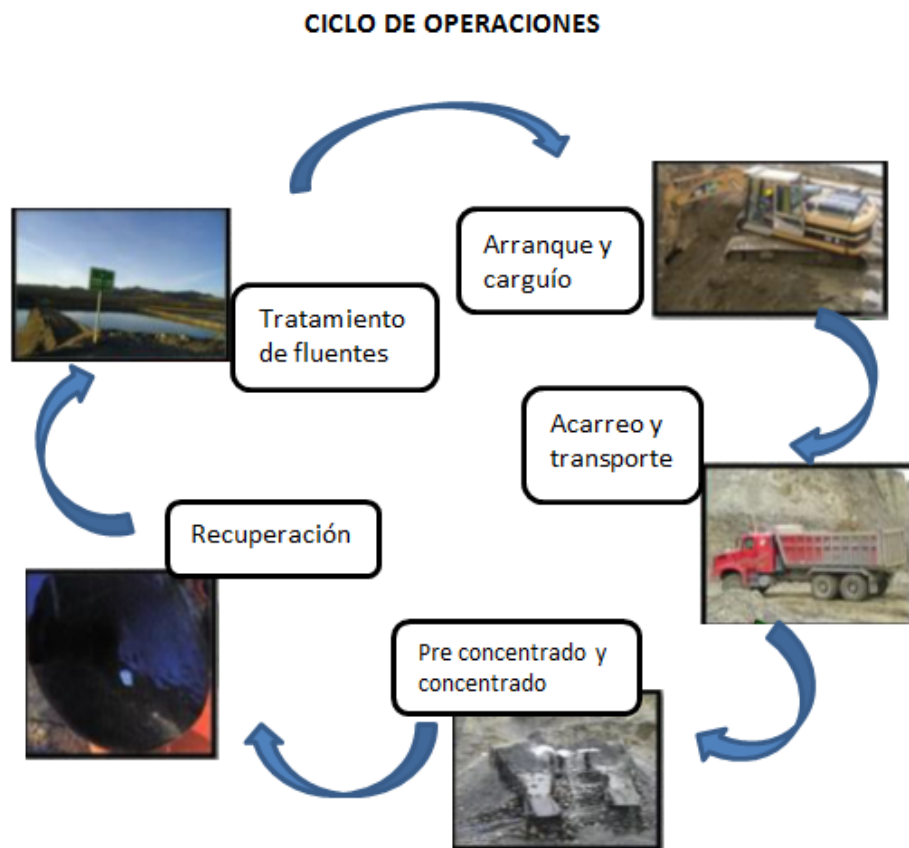 CICLO DE OPERACIONES
Arranque y
carguío
Acarreo y
transporte
Pre concentrado y
concentrado
Recuperación
Tratamiento
de fluentes